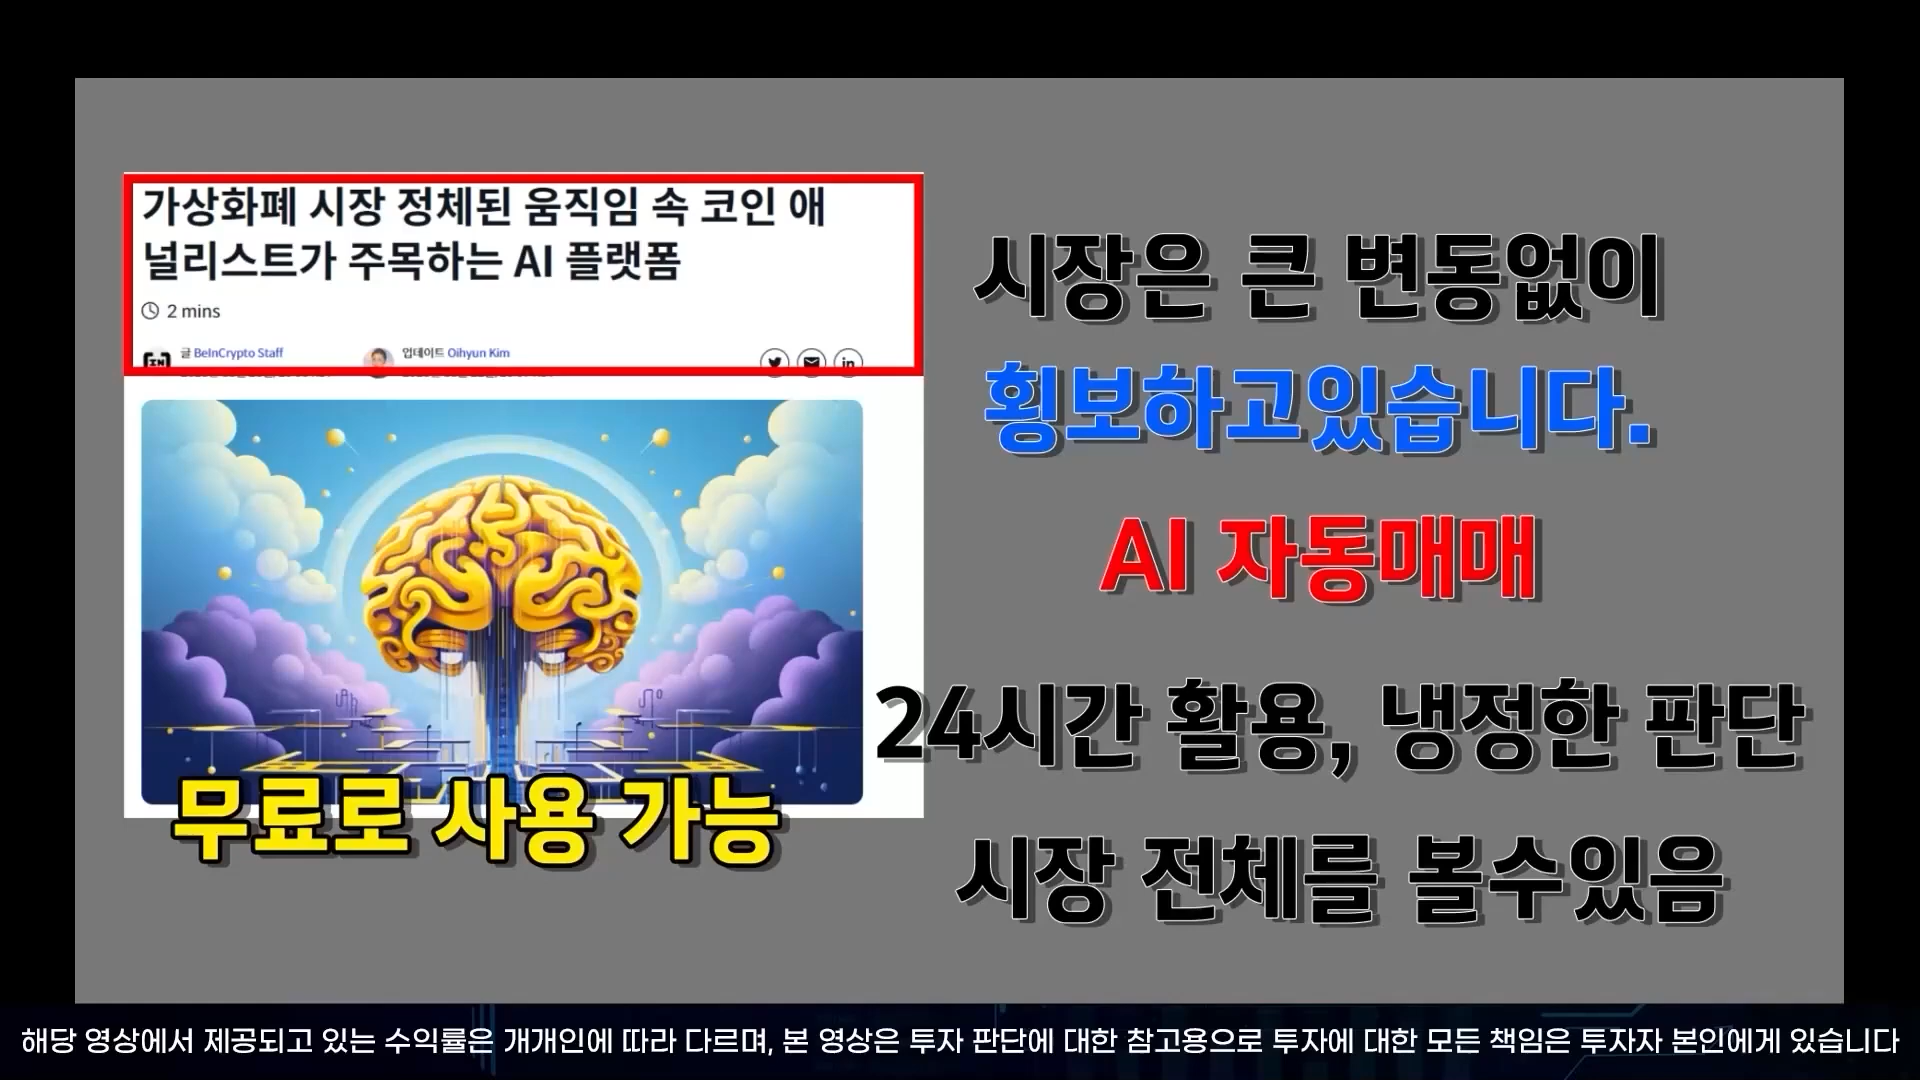 가상화폐 시장 정체된 움직임 속 코인 애
널리스트가 주목하는 AI 플랫폼
2 mins
글 BeInCrypto Staff
업데이트 Oihyun Kim
무료로 사용 가능
시장은 큰 변동없이
횡보하고있습니다.
AI 자동매매
24시간 활용, 냉정한 판단
시장 전체를 볼수있음
해당 영상에서 제공되고 있는 수익률은 개개인에 따라 다르며, 본 영상은 투자 판단에 대한 참고용으로 투자에 대한 모든 책임은 투자자 본인에게 있습니다